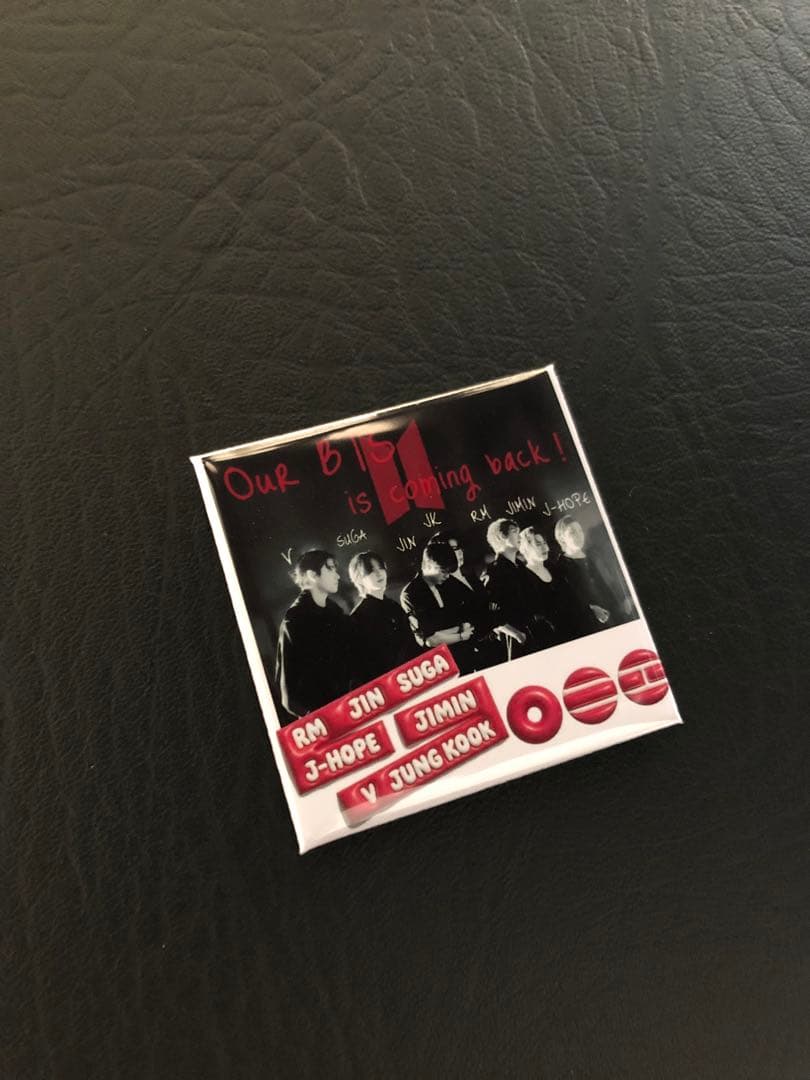 Our BTS
is coming back!
V SUGA JIN JK RM JIMIN J-HOPE
RM JIN SUGA
J-HOPE JIMIN
V JUNG KOOK